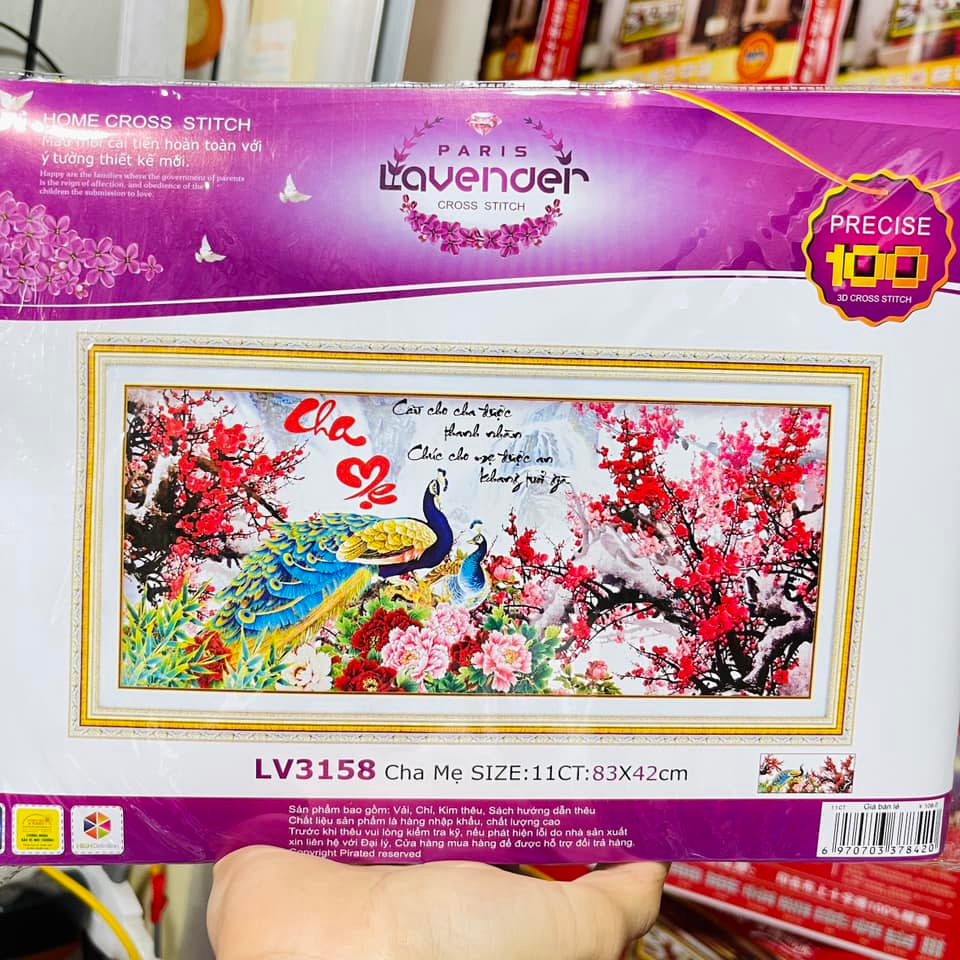 HOME CROSS STITCH
Mẫu mới cải tiến hoàn toàn với
ý tưởng thiết kế mới.
Happy are the families where the government of parents
is the reign of affection, and obedience of the
children the submission to love.
PARIS
Lavender
CROSS STITCH
PRECISE
100
3D CROSS STITCH
Cha
Mẹ
Cầu cho cha được
thanh nhàn
Chúc cho mẹ được an
khang tuổi
LV3158 Cha Mẹ SIZE:11CT:83X42cm
Sản phẩm bao gồm: Vải, Chỉ, Kim thêu, Sách hướng dẫn thêu
Chất liệu sản phẩm là hàng nhập khẩu, chất lượng cao
Trước khi thêu vui lòng kiểm tra kỹ, nếu phát hiện lỗi do nhà sản xuất
xin liên hệ với Đại lý, Cửa hàng mua hàng để được hỗ trợ đổi trả hàng.
Copyright Pirated reserved
11CT Giá bán lẻ
6 970703 378420